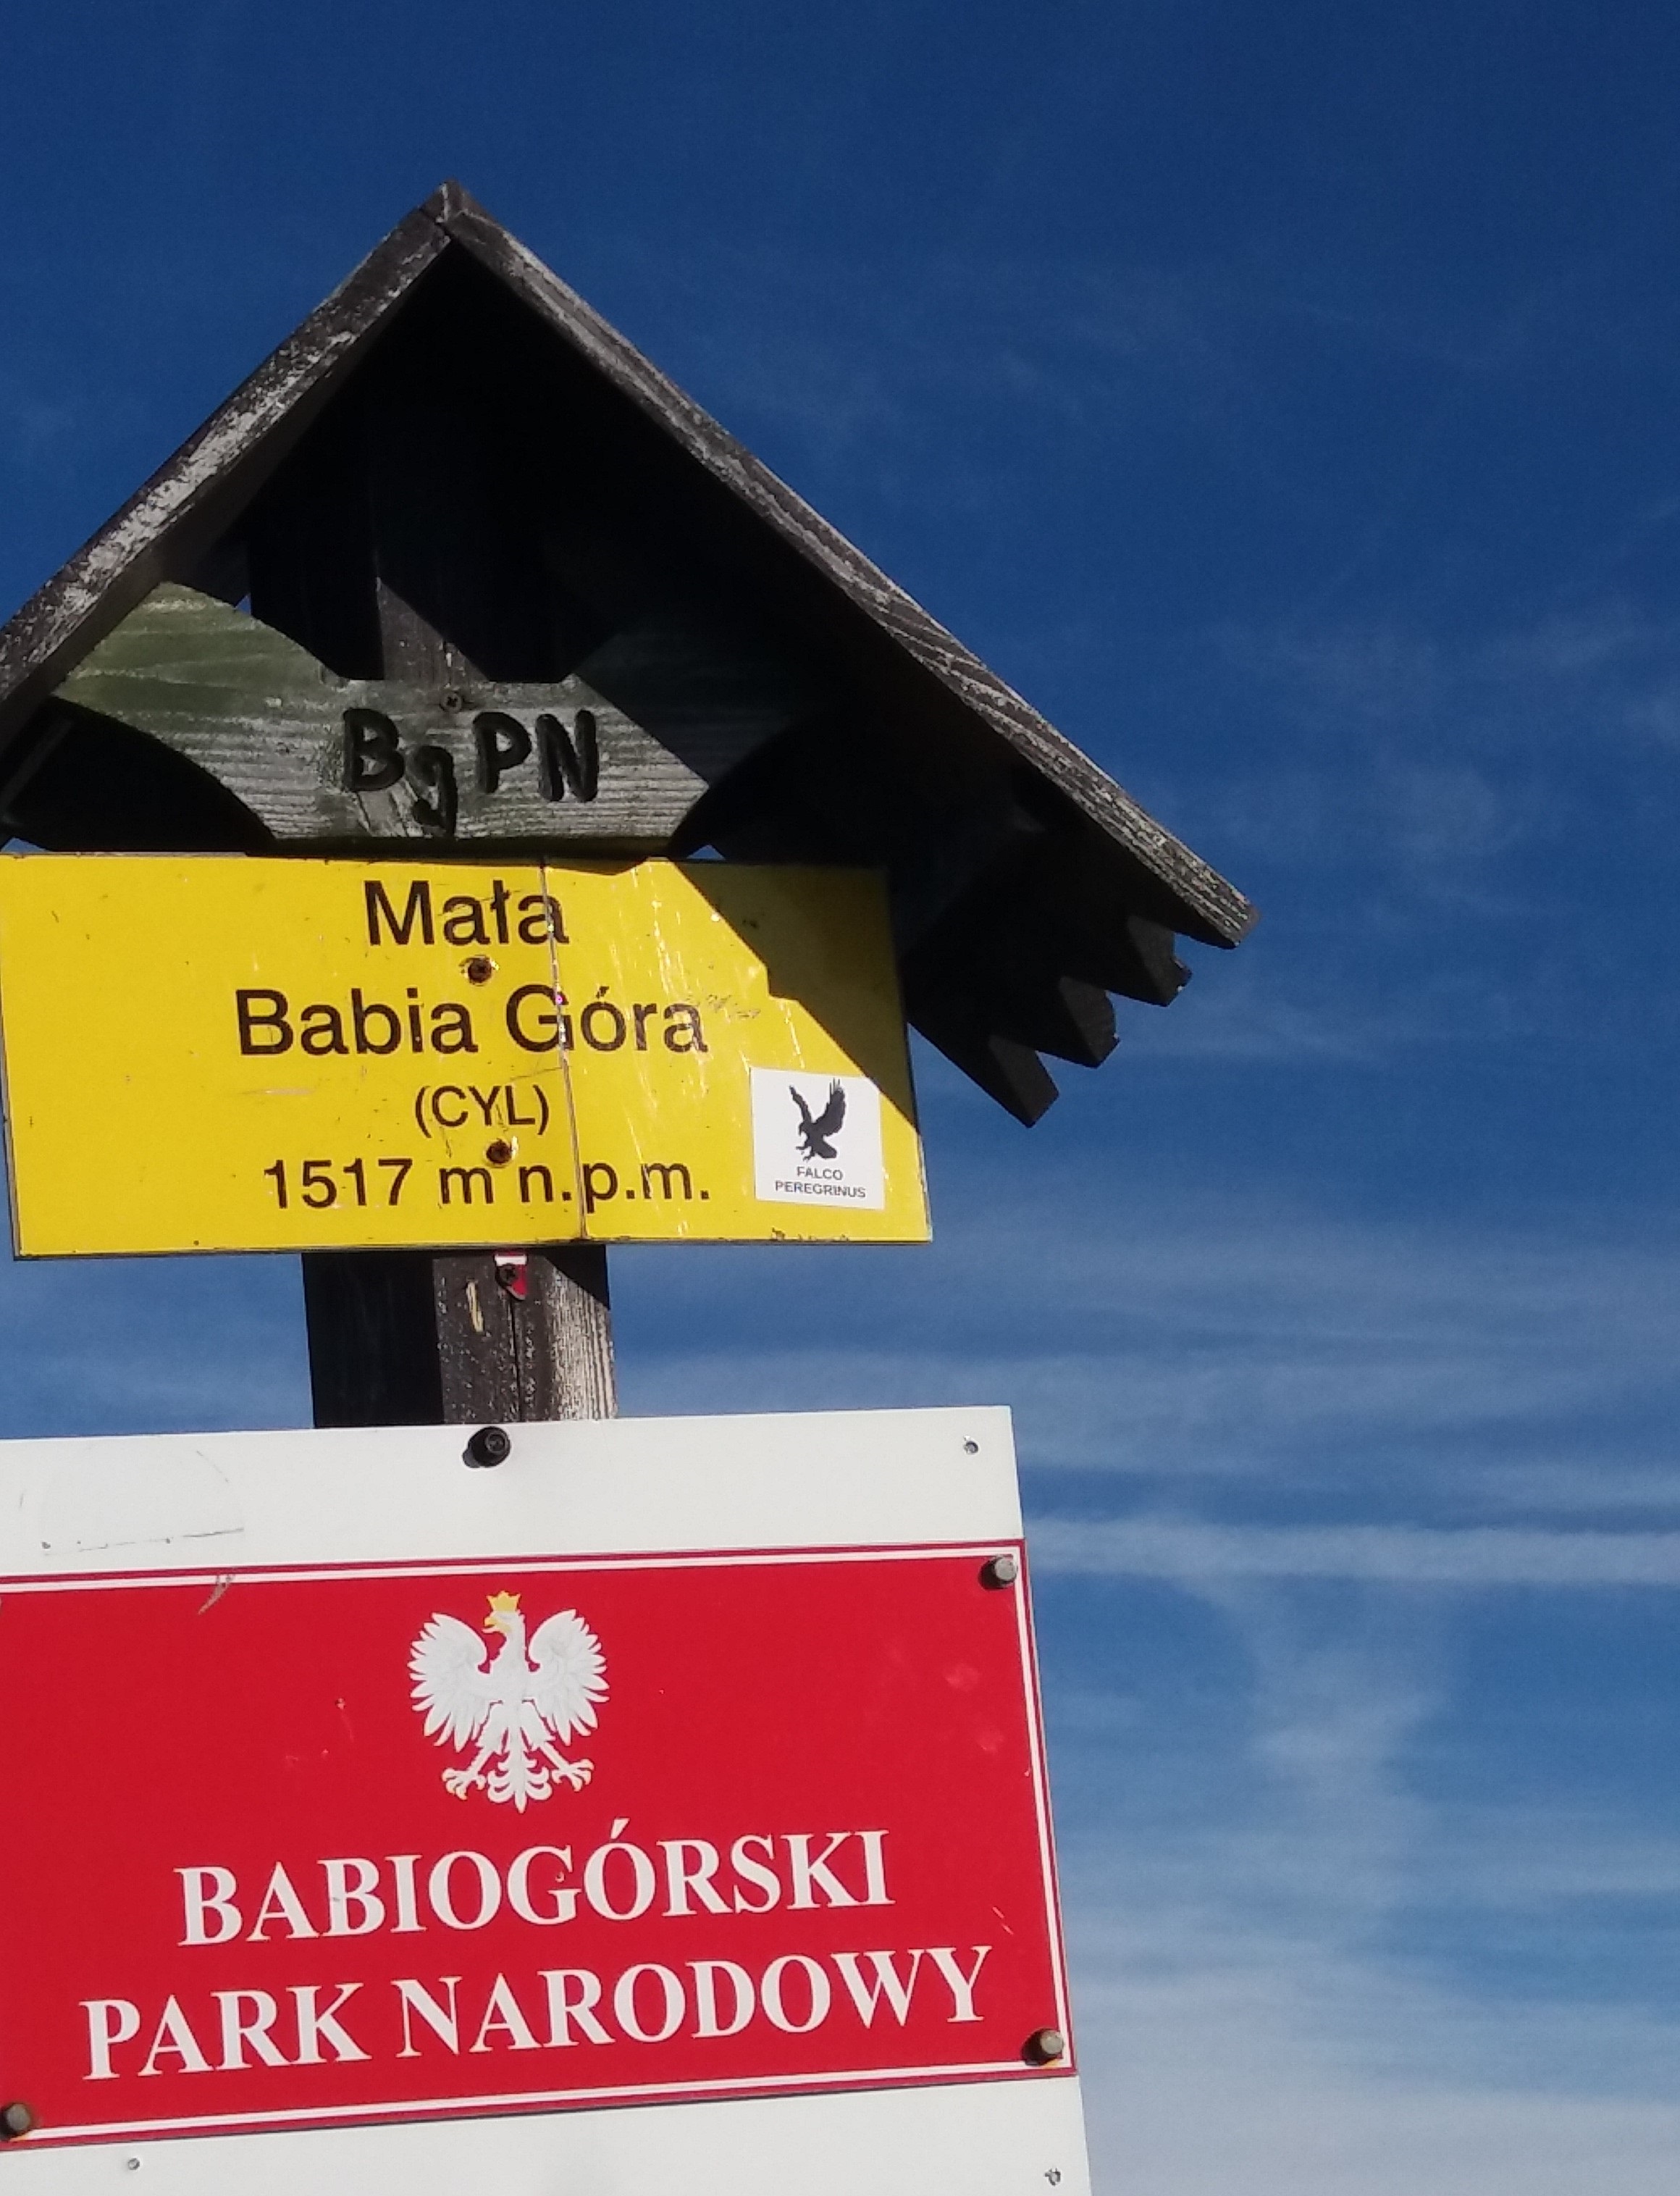 BgPN
Mała
Babia Góra
(CYL)
1517 m n.p.m.
FALCO
PEREGRINUS
BABIOGÓRSKI
PARK NARODOWY